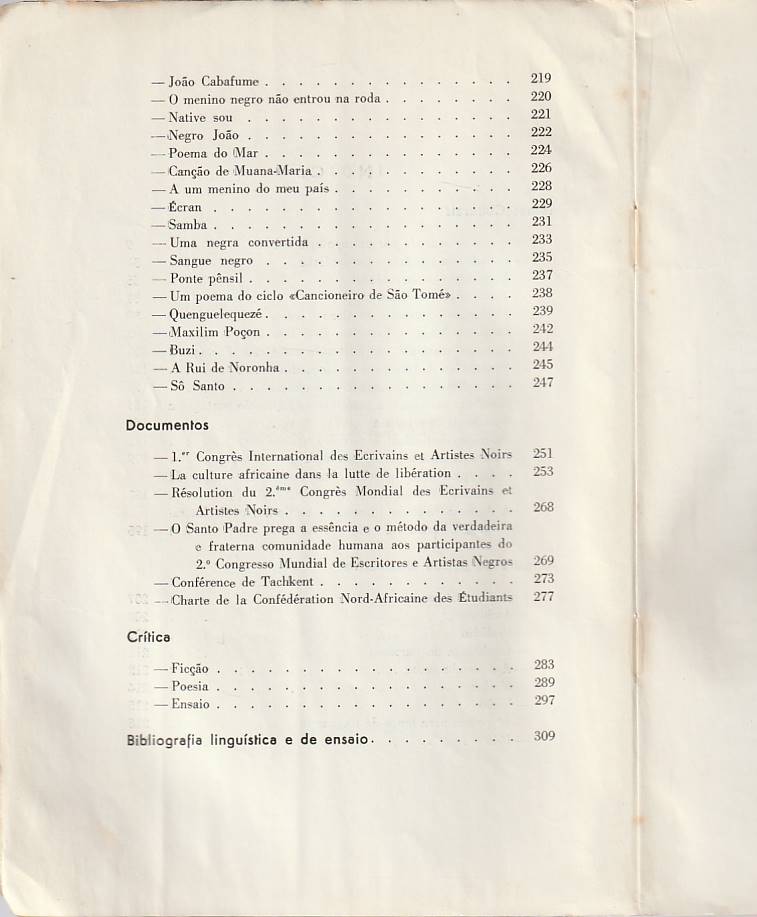 — João Cabafume . . . . . . . . . . . . . . . 219
— O menino negro não entrou na roda . . . . . . . . 220
— Native sou . . . . . . . . . . . . . . . . 221
— Negro João . . . . . . . . . . . . . . . . 222
— Poema do Mar . . . . . . . . . . . . . . . 224
— Canção de Muana-Maria . . . . . . . . . . . . 226
— A um menino do meu país . . . . . . . . . . . 228
— Écran . . . . . . . . . . . . . . . . . . 229
— Samba . . . . . . . . . . . . . . . . . . 231
— Uma negra convertida . . . . . . . . . . . . 233
— Sangue negro . . . . . . . . . . . . . . . 235
— Ponte pênsil . . . . . . . . . . . . . . . . 237
— Um poema do ciclo «Cancioneiro de São Tomé» . . . . 238
— Quenguelequezé . . . . . . . . . . . . . . . 239
— Maxilim Poçon . . . . . . . . . . . . . . . 242
— Buzi . . . . . . . . . . . . . . . . . . . 244
— A Rui de Noronha . . . . . . . . . . . . . . 245
— Sô Santo . . . . . . . . . . . . . . . . . 247
Documentos
— 1.er Congrès International des Ecrivains et Artistes Noirs 251
— La culture africaine dans la lutte de libération . . . . 253
— Résolution du 2.ème Congrès Mondial des Ecrivains et
Artistes Noirs . . . . . . . . . . . . . . 268
— O Santo Padre prega a essência e o método da verdadeira
e fraterna comunidade humana aos participantes do
2.º Congresso Mundial de Escritores e Artistas Negros 269
— Conférence de Tachkent . . . . . . . . . . . . 273
— Charte de la Confédération Nord-Africaine des Étudiants 277
Crítica
— Ficção . . . . . . . . . . . . . . . . . . 283
— Poesia . . . . . . . . . . . . . . . . . . 289
— Ensaio . . . . . . . . . . . . . . . . . . 297
Bibliografia linguística e de ensaio . . . . . . . . . 309